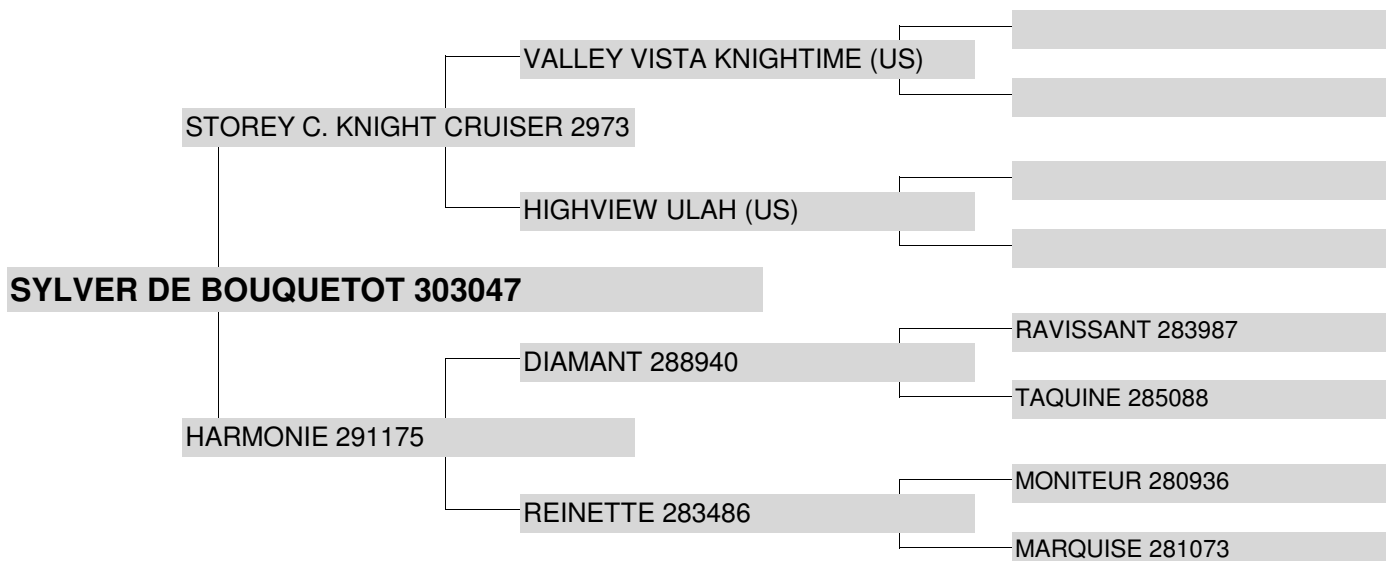 VALLEY VISTA KNIGHTIME (US)
STOREY C. KNIGHT CRUISER 2973
HIGHVIEW ULAH (US)
SYLVER DE BOUQUETOT 303047
RAVISSANT 283987
DIAMANT 288940
TAQUINE 285088
HARMONIE 291175
MONITEUR 280936
REINETTE 283486
MARQUISE 281073